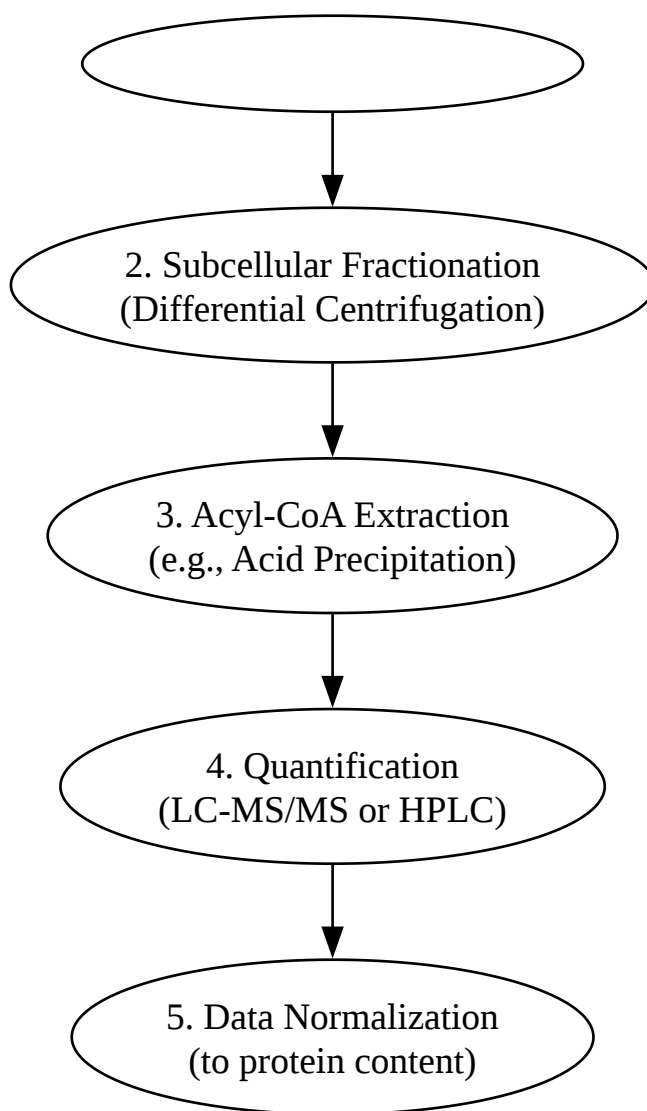 2. Subcellular Fractionation
(Differential Centrifugation)
3. Acyl-CoA Extraction
(e.g., Acid Precipitation)
4. Quantification
(LC-MS/MS or HPLC)
5. Data Normalization
(to protein content)